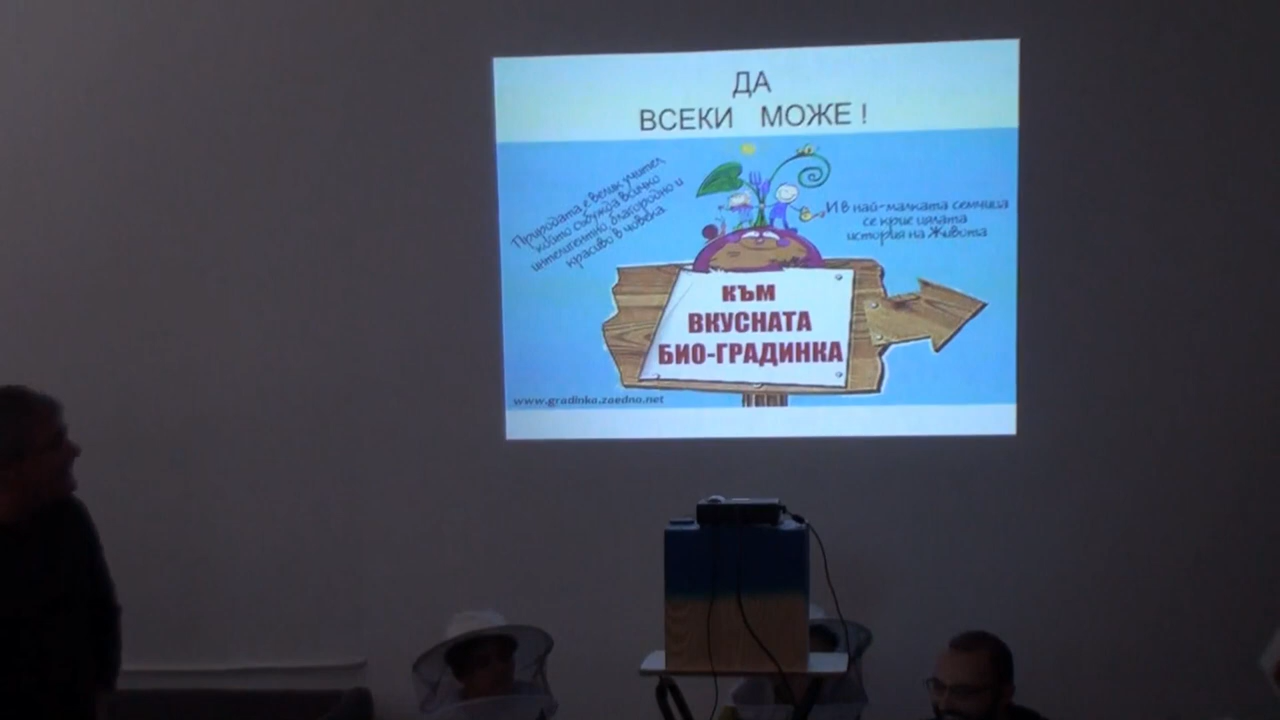 ДА
ВСЕКИ МОЖЕ !
Природата е велик учител,
който събужда всичко
интелигентно, благородно и
красиво в човека.
И в най-малката семчица
се крие цялата
история на Живота
към
ВКУСНАТА
БИО-ГРАДИНКА
www.gradinka.zaedno.net